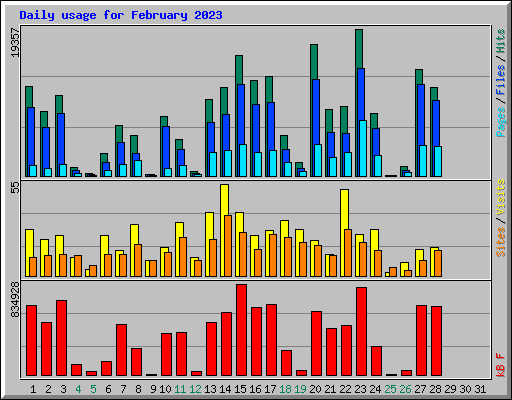 Daily usage for February 2023
19357
Pages / Files / Hits
55
Sites / Visits
834928
kB F
1 2 3 4 5 6 7 8 9 10 11 12 13 14 15 16 17 18 19 20 21 22 23 24 25 26 27 28 29 30 31